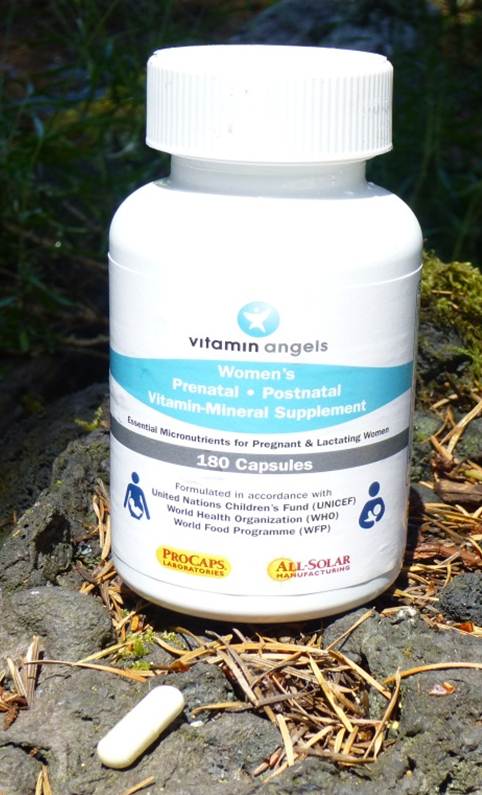 vitamin angels
Women's
Prenatal • Postnatal
Vitamin-Mineral Supplement
Essential Micronutrients for Pregnant & Lactating Women
180 Capsules
Formulated in accordance with
United Nations Children's Fund (UNICEF)
World Health Organization (WHO)
World Food Programme (WFP)
PROCAPS
LABORATORIES
ALL-SOLAR
MANUFACTURING